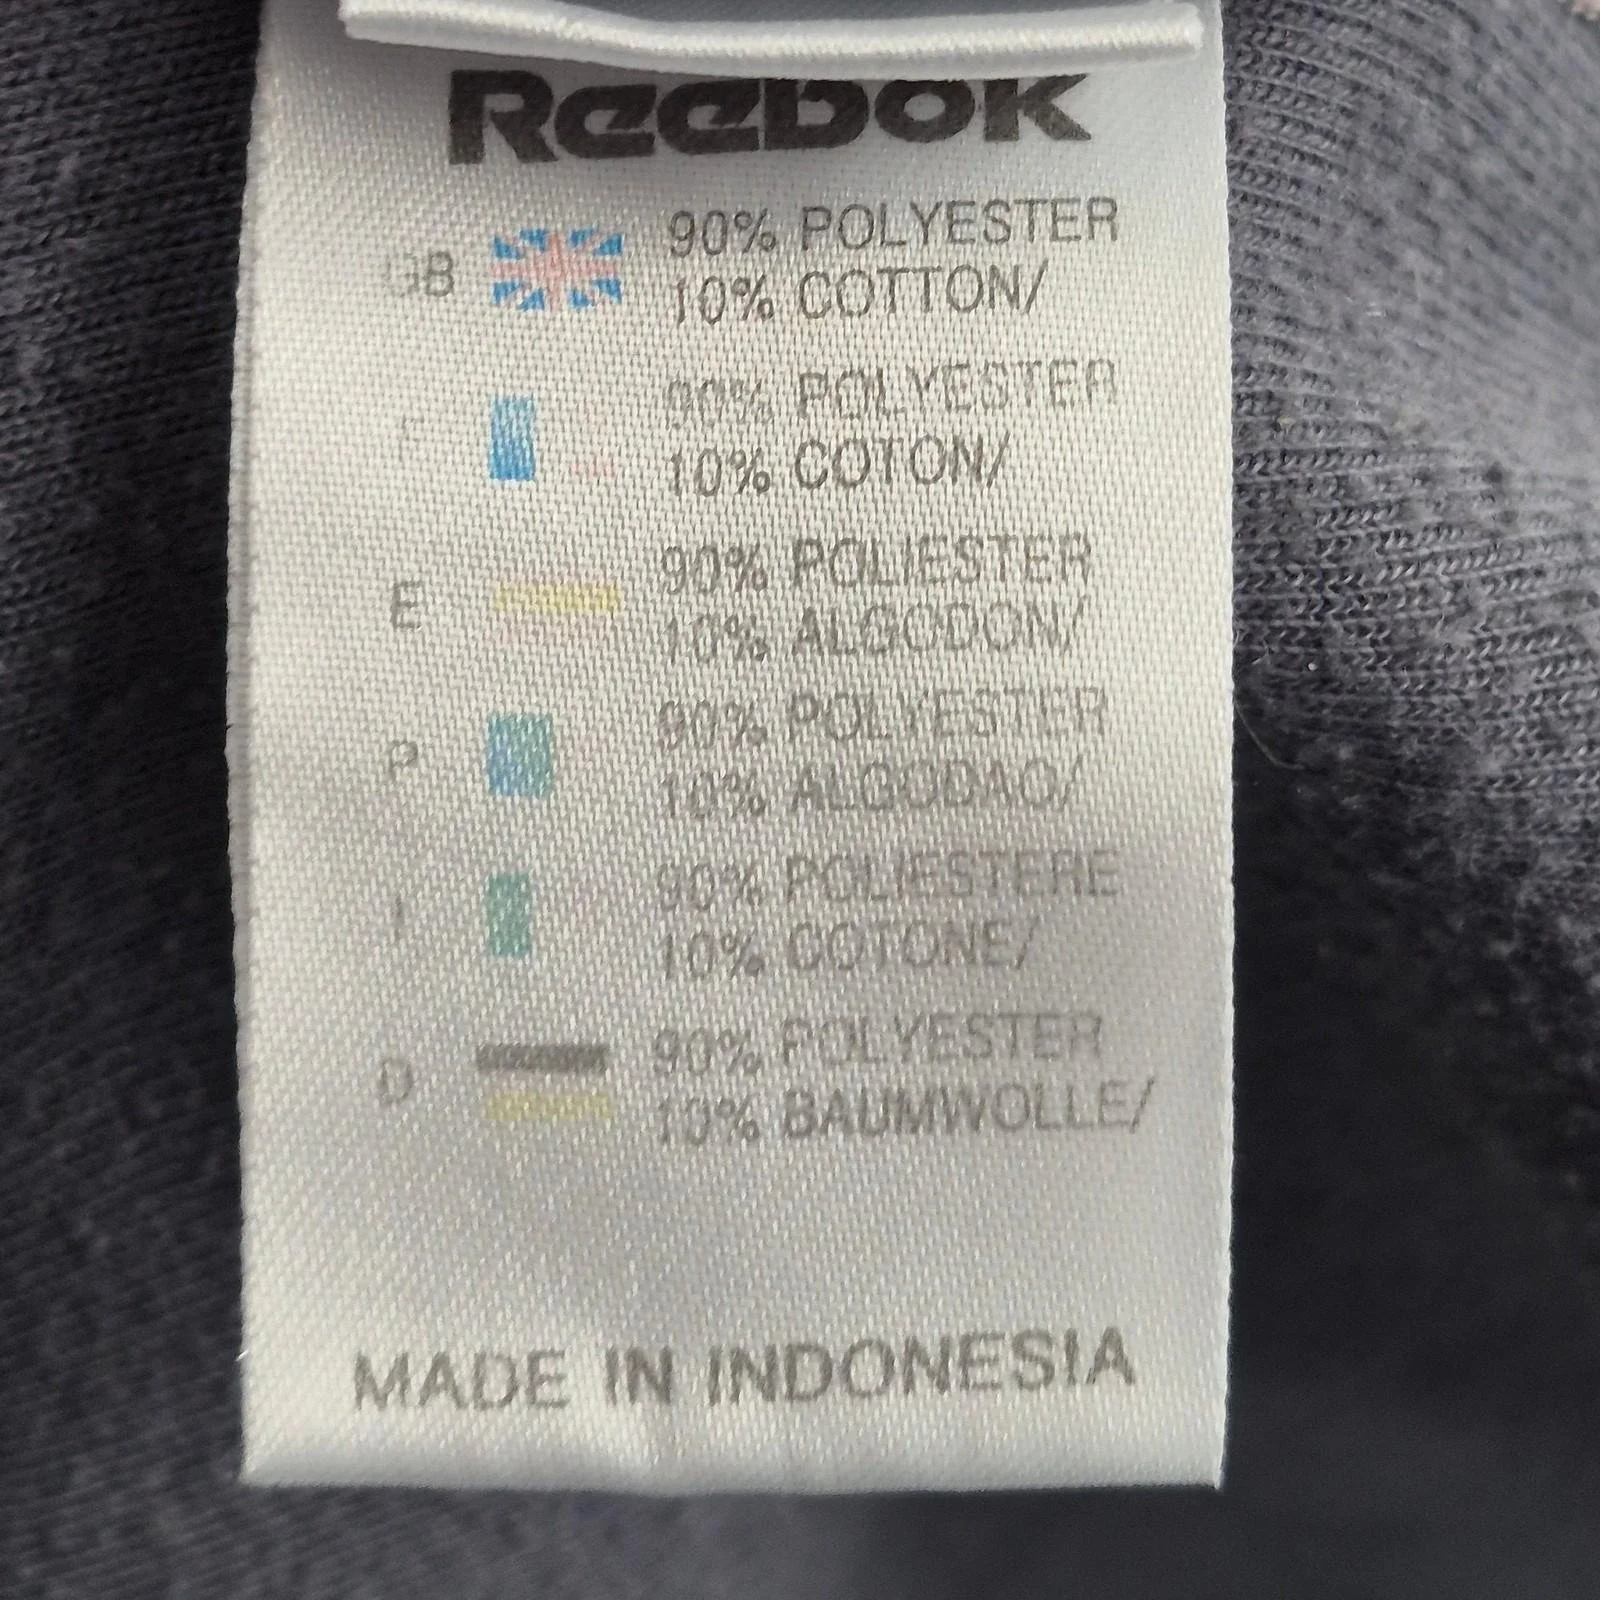 Reebok
GB 90% POLYESTER
10% COTTON/
F 90% POLYESTER
10% COTON/
E 90% POLIESTER
10% ALGODON/
P 90% POLYESTER
10% ALGODAO/
I 90% POLIESTERE
10% COTONE/
D 90% POLYESTER
10% BAUMWOLLE/
MADE IN INDONESIA